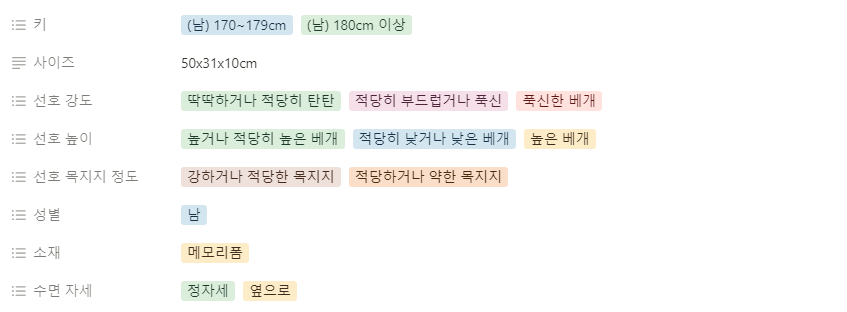 키 (남) 170~179cm (남) 180cm 이상
사이즈 50x31x10cm
선호 강도 딱딱하거나 적당히 탄탄 적당히 부드럽거나 푹신 푹신한 베개
선호 높이 높거나 적당히 높은 베개 적당히 낮거나 낮은 베개 높은 베개
선호 목지지 정도 강하거나 적당한 목지지 적당하거나 약한 목지지
성별 남
소재 메모리폼
수면 자세 정자세 옆으로